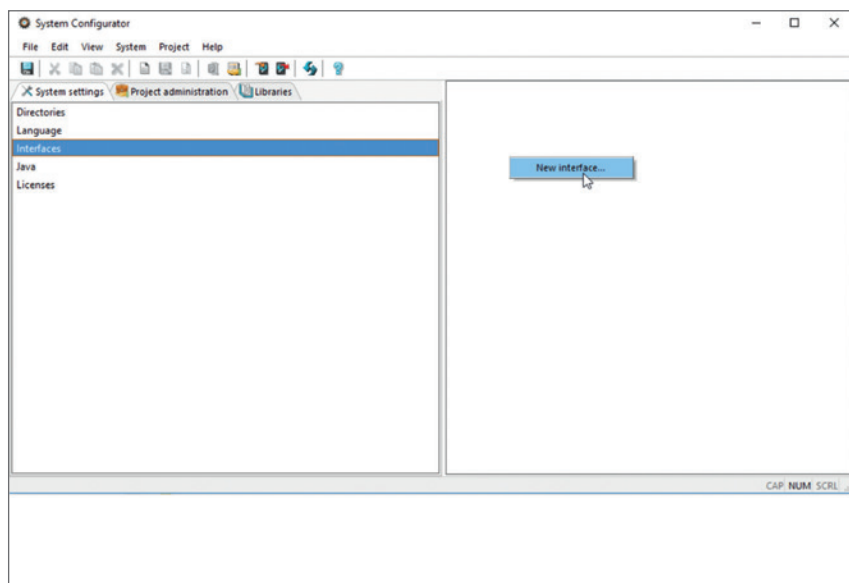 System Configurator
File Edit View System Project Help
System settings Project administration Libraries
Directories
Language
Interfaces
Java
Licenses
New interface...
CAP NUM SCRL